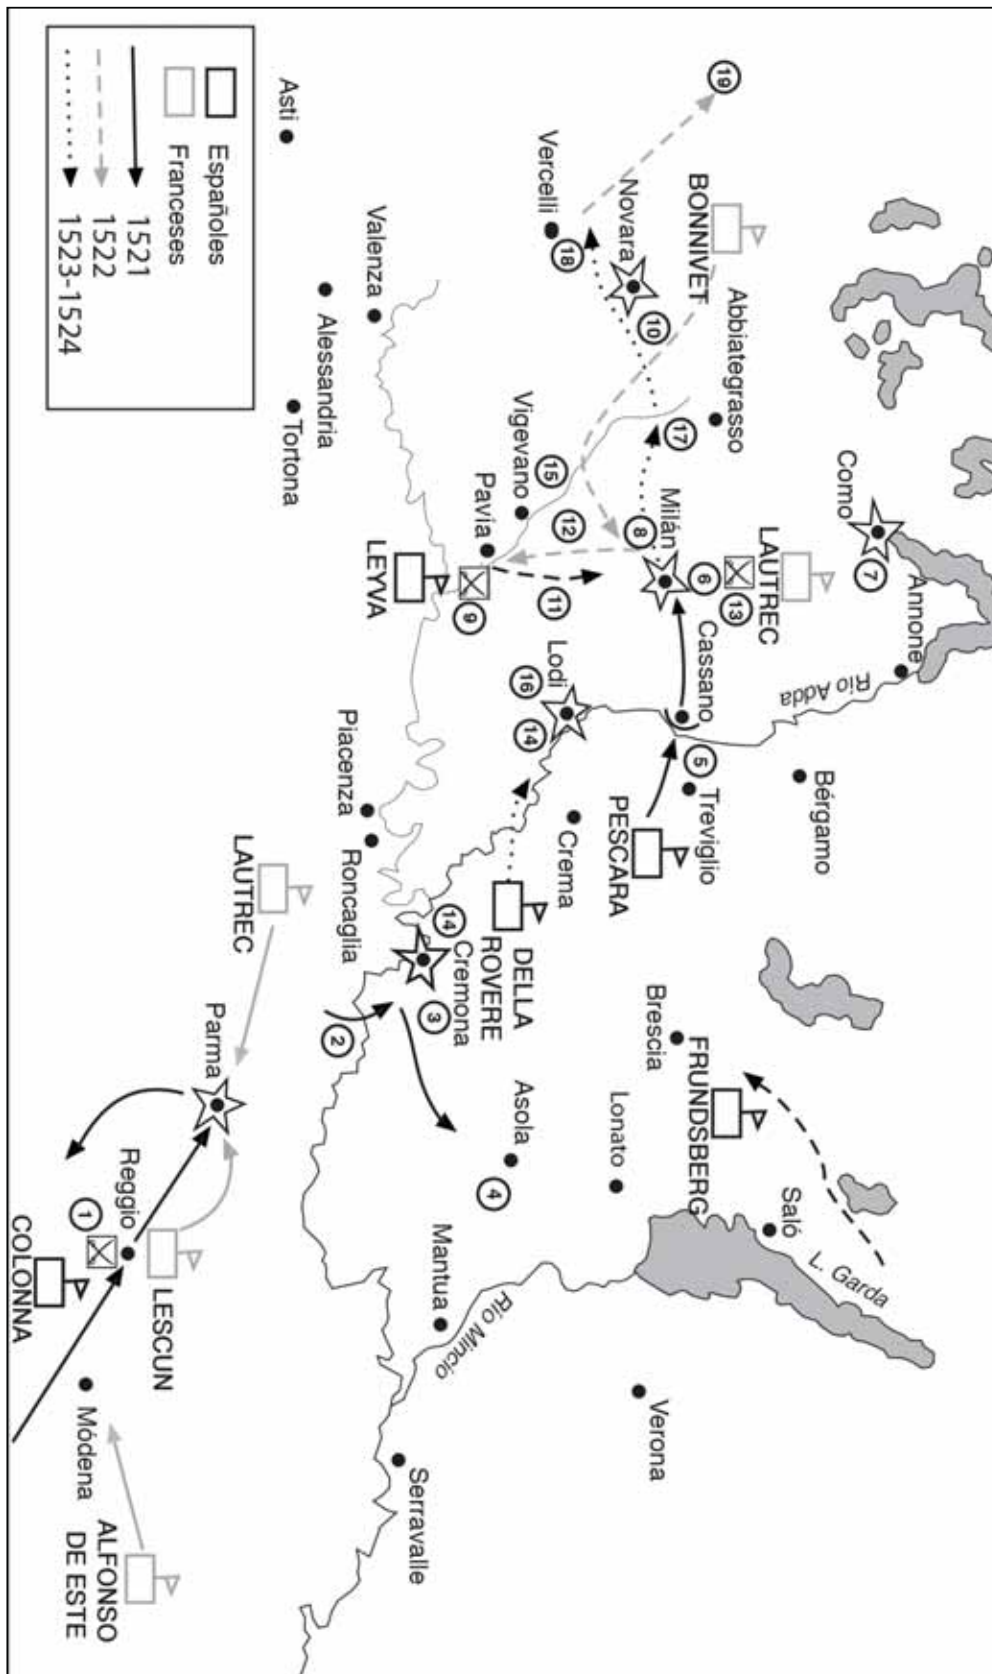 Annone
L. Garda
7
Como
Río Adda
Bérgamo
Saló
LAUTREC
Abbiategrasso
13
19
6
Treviglio
Cassano
5
BONNIVET
FRUNDSBERG
17
Milán
Verona
10
Brescia
8
Novara
PESCARA
Lonato
18
12
Crema
Lodi
11
15
Vercelli
16
14
DELLA
ROVERE
Vigevano
Asola
Pavía
Río Mincio
4
9
Cremona
14
3
Mantua
Serravalle
LEYVA
Valenza
Piacenza
Roncaglia
2
Alessandria
Asti
Tortona
LAUTREC
Parma
Españoles
Franceses
1521
1522
1523-1524
LESCUN
Reggio
1
ALFONSO
DE ESTE
Módena
COLONNA